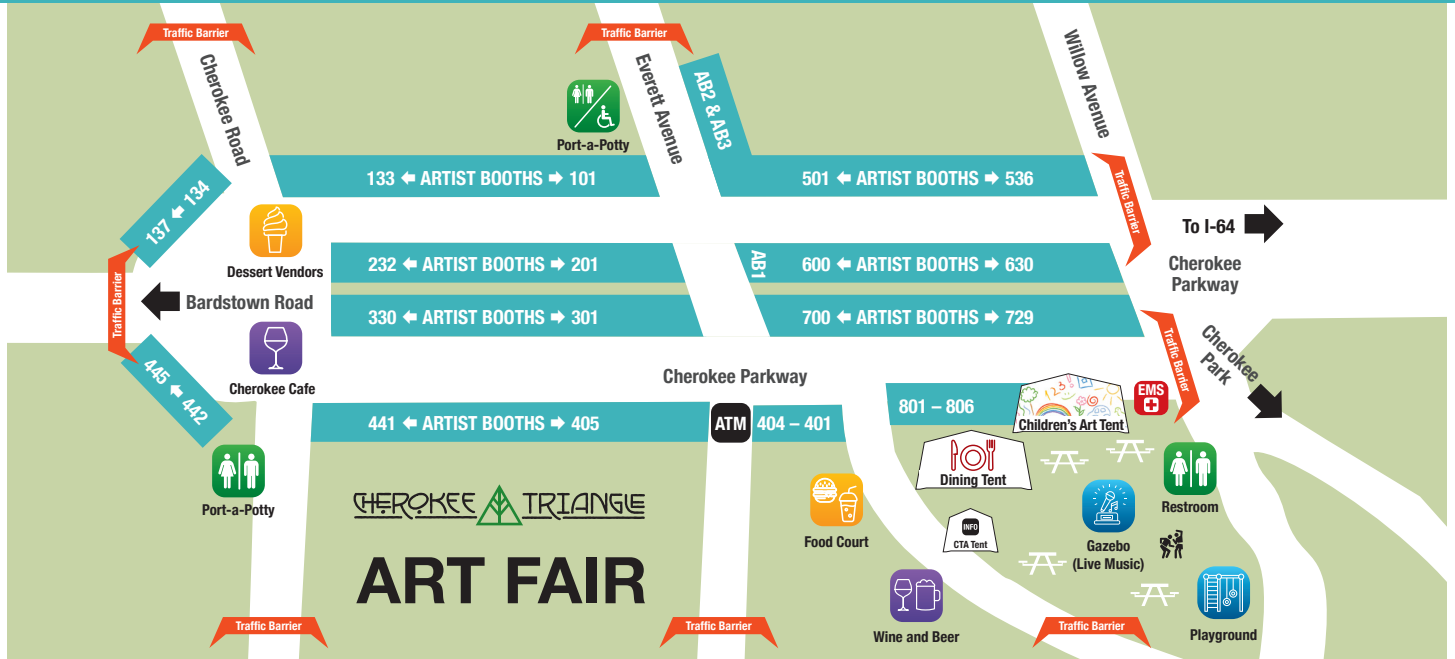 Traffic Barrier
Traffic Barrier
Cherokee Road
Everett Avenue
Willow Avenue
AB2 & AB3
Port-a-Potty
133 ← ARTIST BOOTHS → 101
501 ← ARTIST BOOTHS → 536
Traffic Barrier
137 ← 134
To I-64 →
Dessert Vendors
232 ← ARTIST BOOTHS → 201
AB1
600 ← ARTIST BOOTHS → 630
Cherokee
Parkway
Traffic Barrier
← Bardstown Road
330 ← ARTIST BOOTHS → 301
700 ← ARTIST BOOTHS → 729
Traffic Barrier
Cherokee
Park
445 ← 442
Cherokee Cafe
Cherokee Parkway
441 ← ARTIST BOOTHS → 405
ATM
404 – 401
801 – 806
123!
Children's Art Tent
EMS
Dining Tent
Port-a-Potty
CHEROKEE TRIANGLE
ART FAIR
Food Court
INFO
CTA Tent
Gazebo
(Live Music)
Restroom
Wine and Beer
Playground
Traffic Barrier
Traffic Barrier
Traffic Barrier